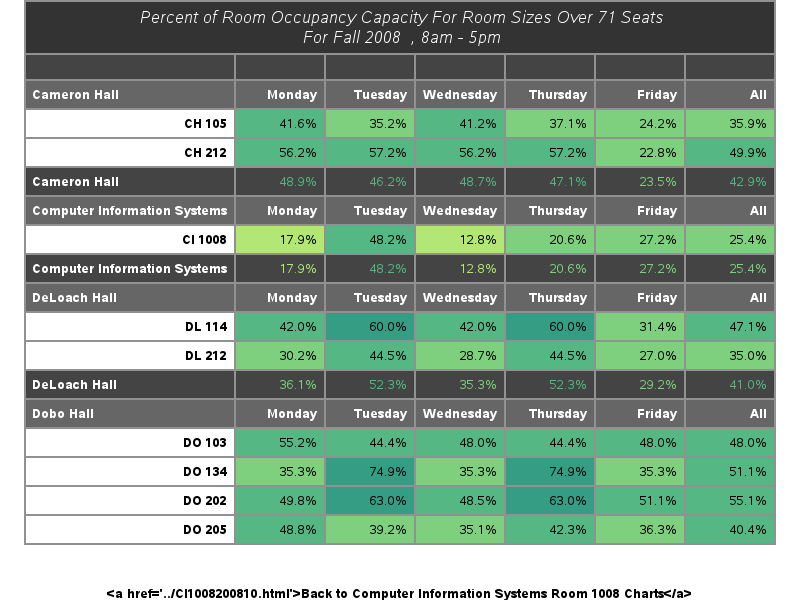 Percent of Room Occupancy Capacity For Room Sizes Over 71 Seats
For Fall 2008 , 8am - 5pm
Cameron Hall Monday Tuesday Wednesday Thursday Friday All
CH 105 41.6% 35.2% 41.2% 37.1% 24.2% 35.9%
CH 212 56.2% 57.2% 56.2% 57.2% 22.8% 49.9%
Cameron Hall 48.9% 46.2% 48.7% 47.1% 23.5% 42.9%
Computer Information Systems Monday Tuesday Wednesday Thursday Friday All
CI 1008 17.9% 48.2% 12.8% 20.6% 27.2% 25.4%
Computer Information Systems 17.9% 48.2% 12.8% 20.6% 27.2% 25.4%
DeLoach Hall Monday Tuesday Wednesday Thursday Friday All
DL 114 42.0% 60.0% 42.0% 60.0% 31.4% 47.1%
DL 212 30.2% 44.5% 28.7% 44.5% 27.0% 35.0%
DeLoach Hall 36.1% 52.3% 35.3% 52.3% 29.2% 41.0%
Dobo Hall Monday Tuesday Wednesday Thursday Friday All
DO 103 55.2% 44.4% 48.0% 44.4% 48.0% 48.0%
DO 134 35.3% 74.9% 35.3% 74.9% 35.3% 51.1%
DO 202 49.8% 63.0% 48.5% 63.0% 51.1% 55.1%
DO 205 48.8% 39.2% 35.1% 42.3% 36.3% 40.4%
<a href='../CI1008200810.html'>Back to Computer Information Systems Room 1008 Charts</a>